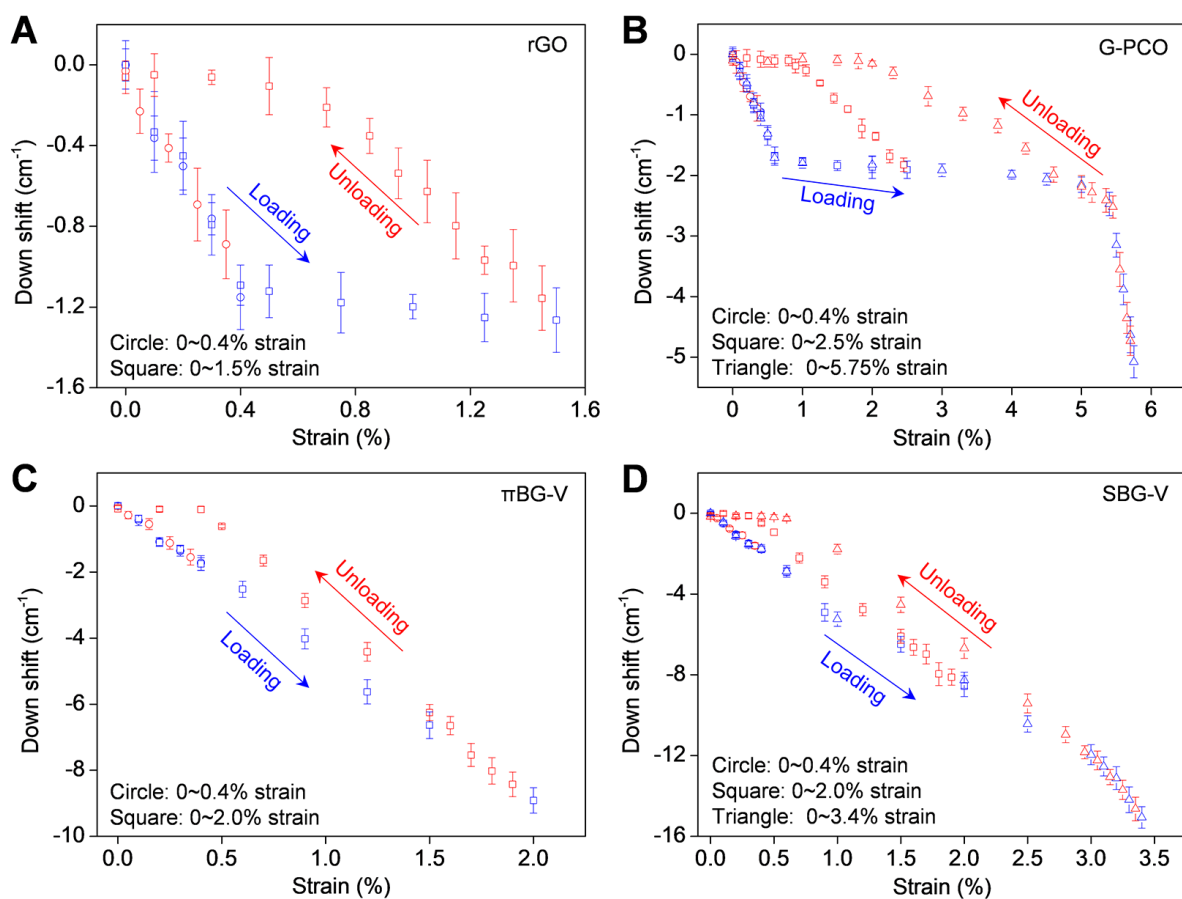 A
rGO
Down shift (cm⁻¹)
0.0
-0.4
-0.8
-1.2
-1.6
Loading
Unloading
Circle: 0~0.4% strain
Square: 0~1.5% strain
0.0 0.4 0.8 1.2 1.6
Strain (%)
B
G-PCO
Down shift (cm⁻¹)
0
-1
-2
-3
-4
-5
Unloading
Loading
Circle: 0~0.4% strain
Square: 0~2.5% strain
Triangle: 0~5.75% strain
0 1 2 3 4 5 6
Strain (%)
C
πBG-V
Down shift (cm⁻¹)
0
-2
-4
-6
-8
-10
Unloading
Loading
Circle: 0~0.4% strain
Square: 0~2.0% strain
0.0 0.5 1.0 1.5 2.0
Strain (%)
D
SBG-V
Down shift (cm⁻¹)
0
-4
-8
-12
-16
Unloading
Loading
Circle: 0~0.4% strain
Square: 0~2.0% strain
Triangle: 0~3.4% strain
0.0 0.5 1.0 1.5 2.0 2.5 3.0 3.5
Strain (%)